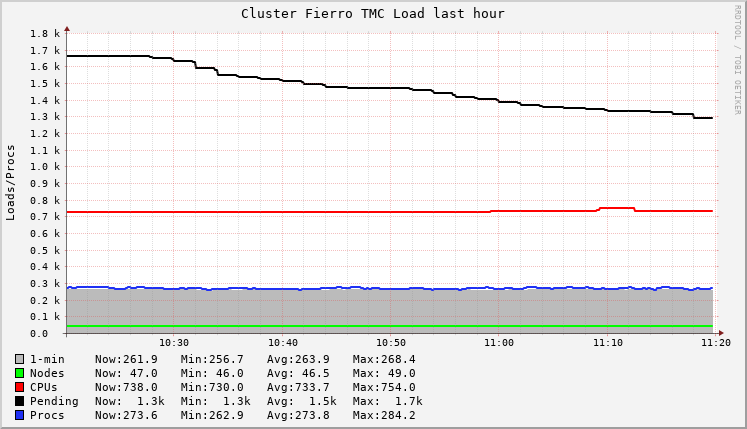 Cluster Fierro TMC Load last hour
RRDTOOL / TOBI OETIKER
Loads/Procs
1.8 k
1.7 k
1.6 k
1.5 k
1.4 k
1.3 k
1.2 k
1.1 k
1.0 k
0.9 k
0.8 k
0.7 k
0.6 k
0.5 k
0.4 k
0.3 k
0.2 k
0.1 k
0.0
10:30 10:40 10:50 11:00 11:10 11:20
1-min Now:261.9 Min:256.7 Avg:263.9 Max:268.4
Nodes Now: 47.0 Min: 46.0 Avg: 46.5 Max: 49.0
CPUs Now:738.0 Min:730.0 Avg:733.7 Max:754.0
Pending Now: 1.3k Min: 1.3k Avg: 1.5k Max: 1.7k
Procs Now:273.6 Min:262.9 Avg:273.8 Max:284.2